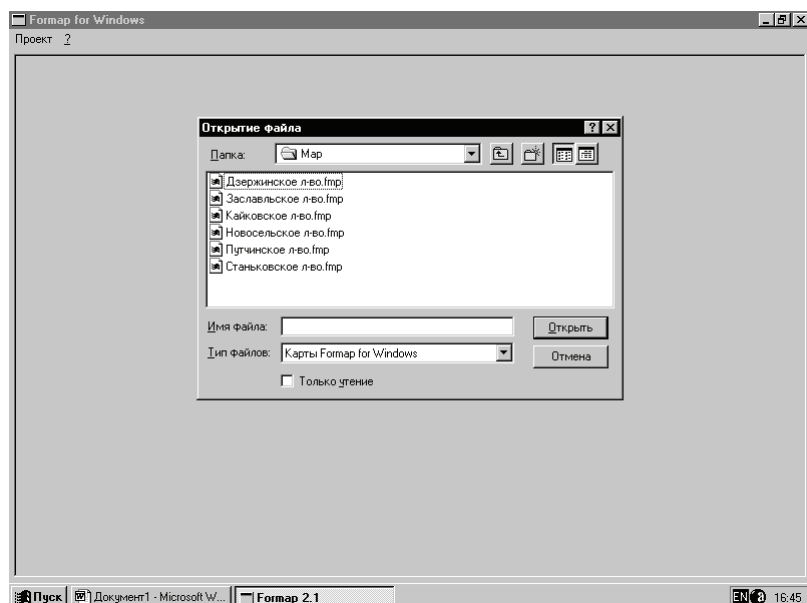 Formap for Windows
Проект ?
Открытие файла
Папка: Map
Дзержинское л-во.fmp
Заславльское л-во.fmp
Кайковское л-во.fmp
Новосельское л-во.fmp
Путчинское л-во.fmp
Станьковское л-во.fmp
Имя файла: Открыть
Тип файлов: Карты Formap for Windows Отмена
Только чтение
Пуск Документ1 - Microsoft W... Formap 2.1 EN 16:45